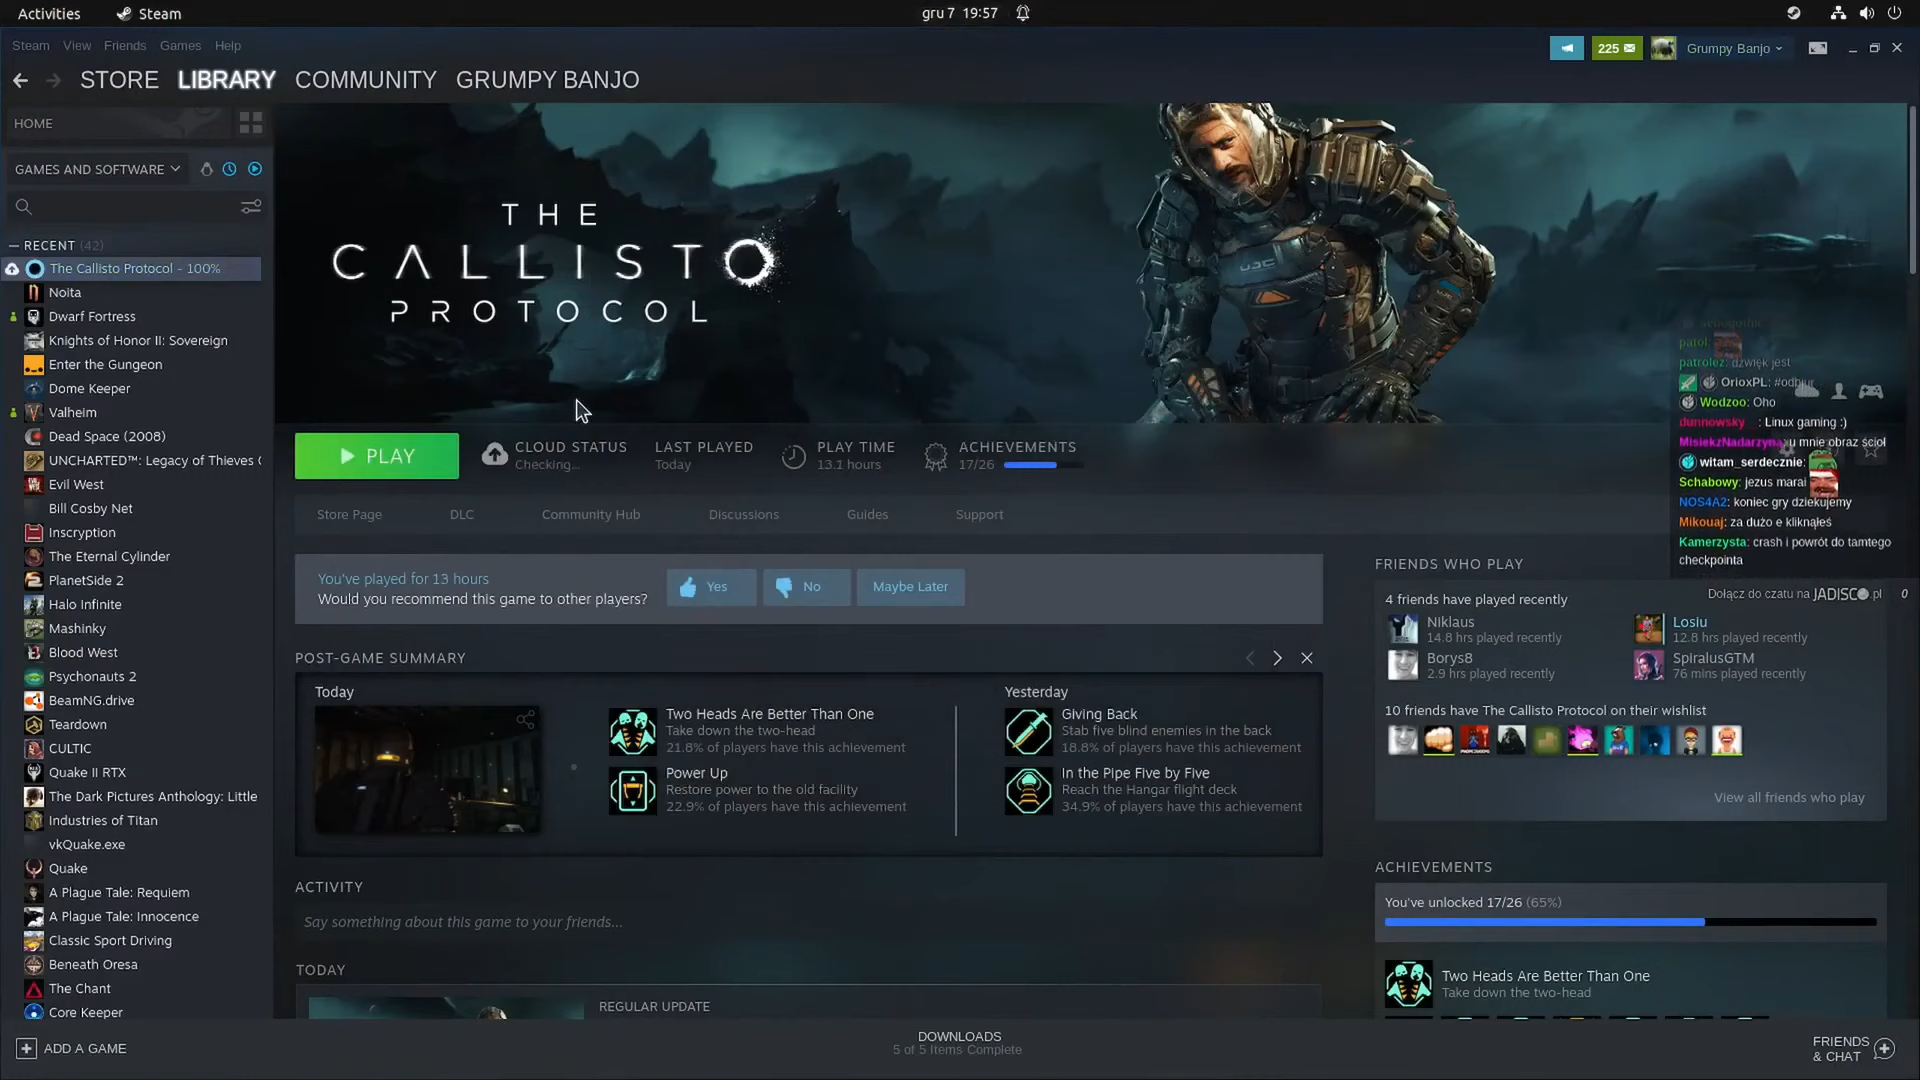 Activities
Steam
gru 7 19:57
Steam View Friends Games Help
225
Grumpy Banjo
STORE LIBRARY COMMUNITY GRUMPY BANJO
HOME
GAMES AND SOFTWARE
— RECENT (42)
The Callisto Protocol - 100%
Noita
Dwarf Fortress
Knights of Honor II: Sovereign
Enter the Gungeon
Dome Keeper
Valheim
Dead Space (2008)
UNCHARTED™: Legacy of Thieves C
Evil West
Bill Cosby Net
Inscryption
The Eternal Cylinder
PlanetSide 2
Halo Infinite
Mashinky
Blood West
Psychonauts 2
BeamNG.drive
Teardown
CULTIC
Quake II RTX
The Dark Pictures Anthology: Little
Industries of Titan
vkQuake.exe
Quake
A Plague Tale: Requiem
A Plague Tale: Innocence
Classic Sport Driving
Beneath Oresa
The Chant
Core Keeper
ADD A GAME
THE
CALLISTO
PROTOCOL
PLAY
CLOUD STATUS
Checking...
LAST PLAYED
Today
PLAY TIME
13.1 hours
ACHIEVEMENTS
17/26
Store Page DLC Community Hub Discussions Guides Support
You've played for 13 hours
Would you recommend this game to other players?
Yes
No
Maybe Later
POST-GAME SUMMARY
Today
Two Heads Are Better Than One
Take down the two-head
21.8% of players have this achievement
Power Up
Restore power to the old facility
22.9% of players have this achievement
Yesterday
Giving Back
Stab five blind enemies in the back
18.8% of players have this achievement
In the Pipe Five by Five
Reach the Hangar flight deck
34.9% of players have this achievement
ACTIVITY
Say something about this game to your friends...
TODAY
REGULAR UPDATE
patol:
patrolez: dzwięk jest
OrioxPL: #odbiur
Wodzoo: Oho
dunnowsky__: Linux gaming :)
MisiekzNadarzyna: u mnie obraz ściol
witam_serdecznie:
Schabowy: jezus marai
NOS4A2: koniec gry dziekujemy
Mikouaj: za dużo e kliknąłeś
Kamerzysta: crash i powrót do tamtego
checkpointa
Dołącz do czatu na JADISCO.pl 0
FRIENDS WHO PLAY
4 friends have played recently
Niklaus
14.8 hrs played recently
Losiu
12.8 hrs played recently
Borys8
2.9 hrs played recently
SpiralusGTM
76 mins played recently
10 friends have The Callisto Protocol on their wishlist
View all friends who play
ACHIEVEMENTS
You've unlocked 17/26 (65%)
Two Heads Are Better Than One
Take down the two-head
DOWNLOADS
5 of 5 Items Complete
FRIENDS
& CHAT